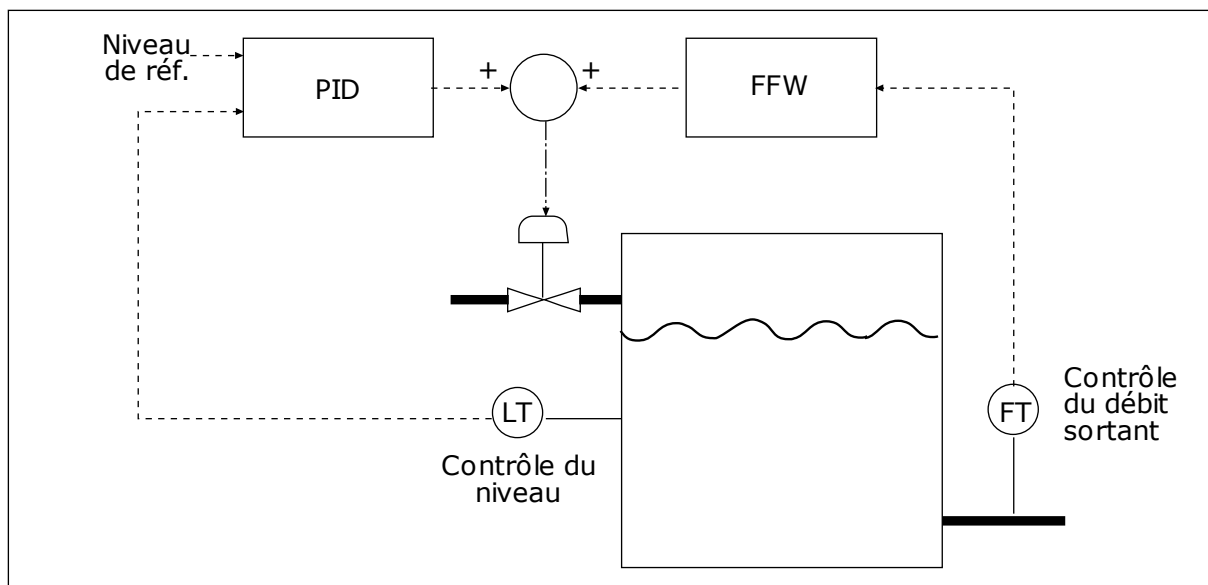 Niveau
de réf.
PID
+
+
FFW
LT
Contrôle du
niveau
FT
Contrôle
du débit
sortant